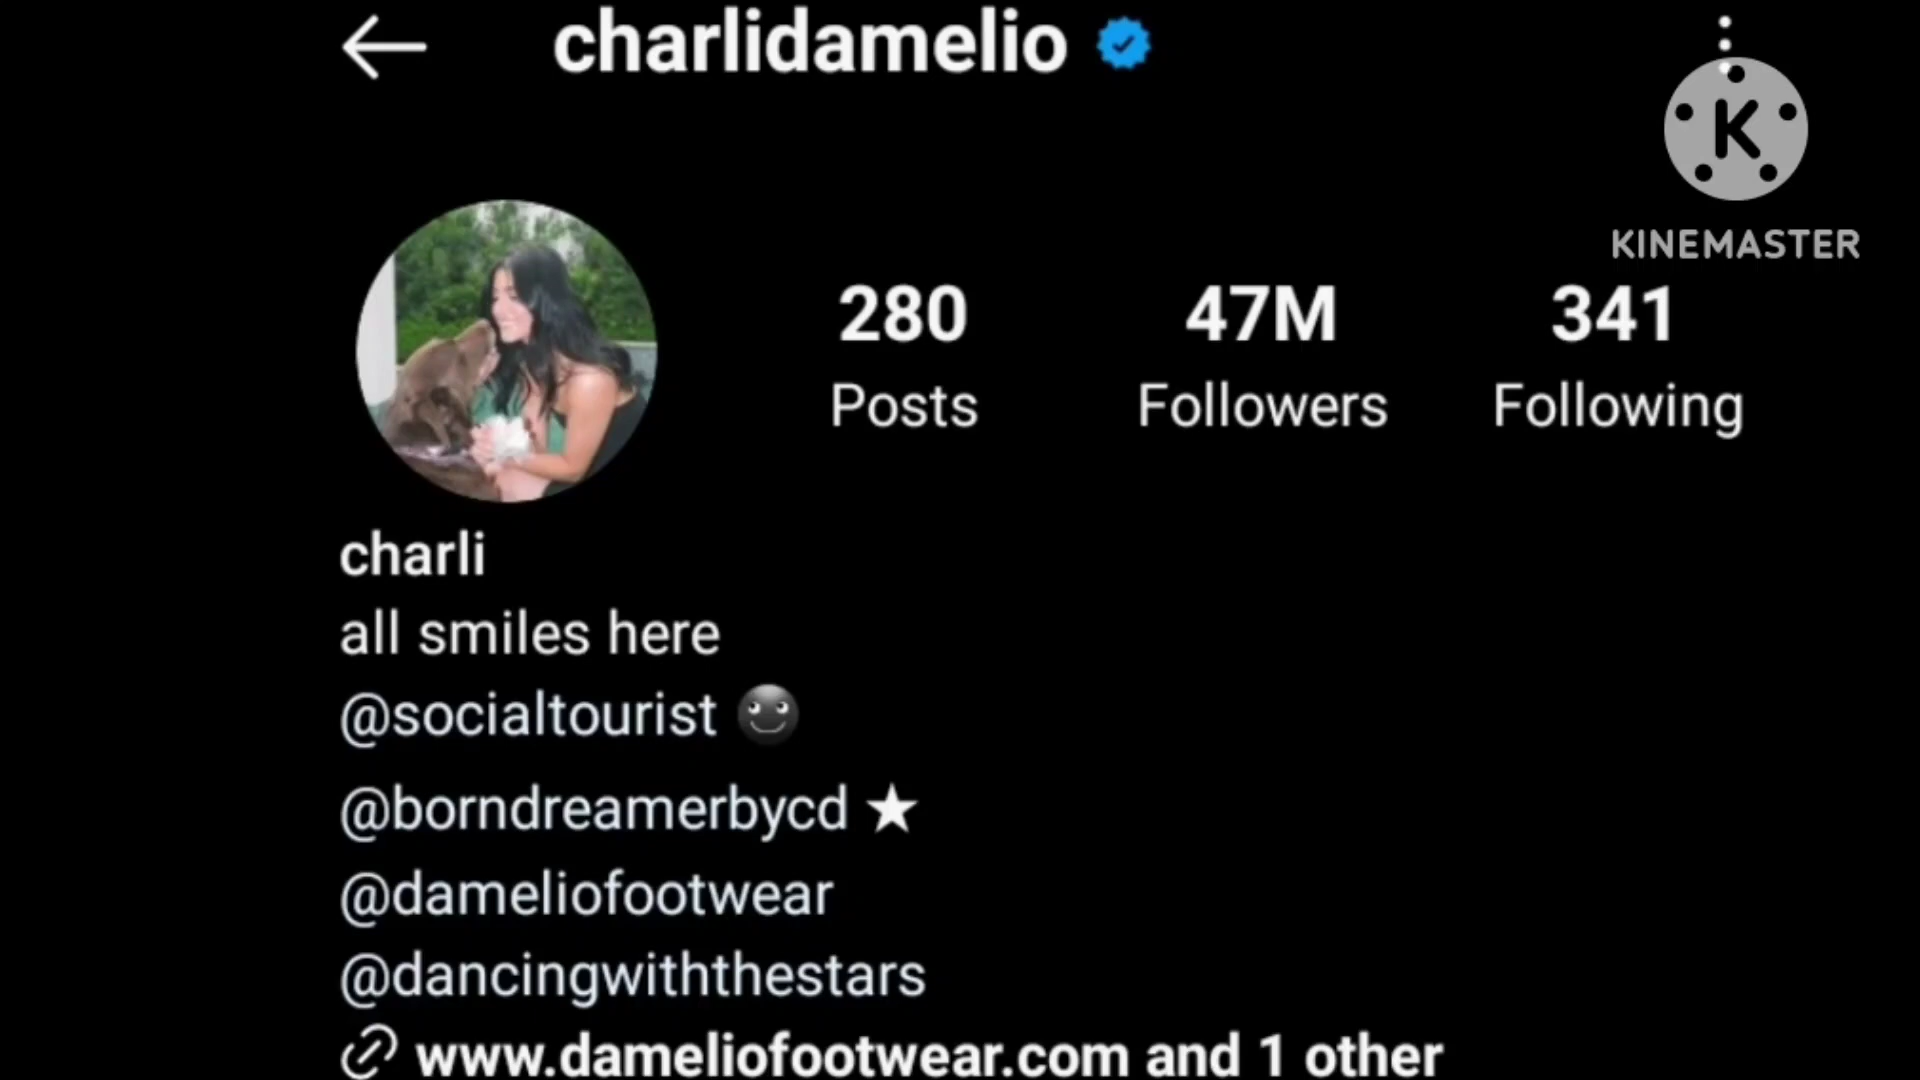 charlidamelio
K
KINEMASTER
280 47M 341
Posts Followers Following
charli
all smiles here
@socialtourist
@borndreamerbycd ★
@dameliofootwear
@dancingwiththestars
www.dameliofootwear.com and 1 other